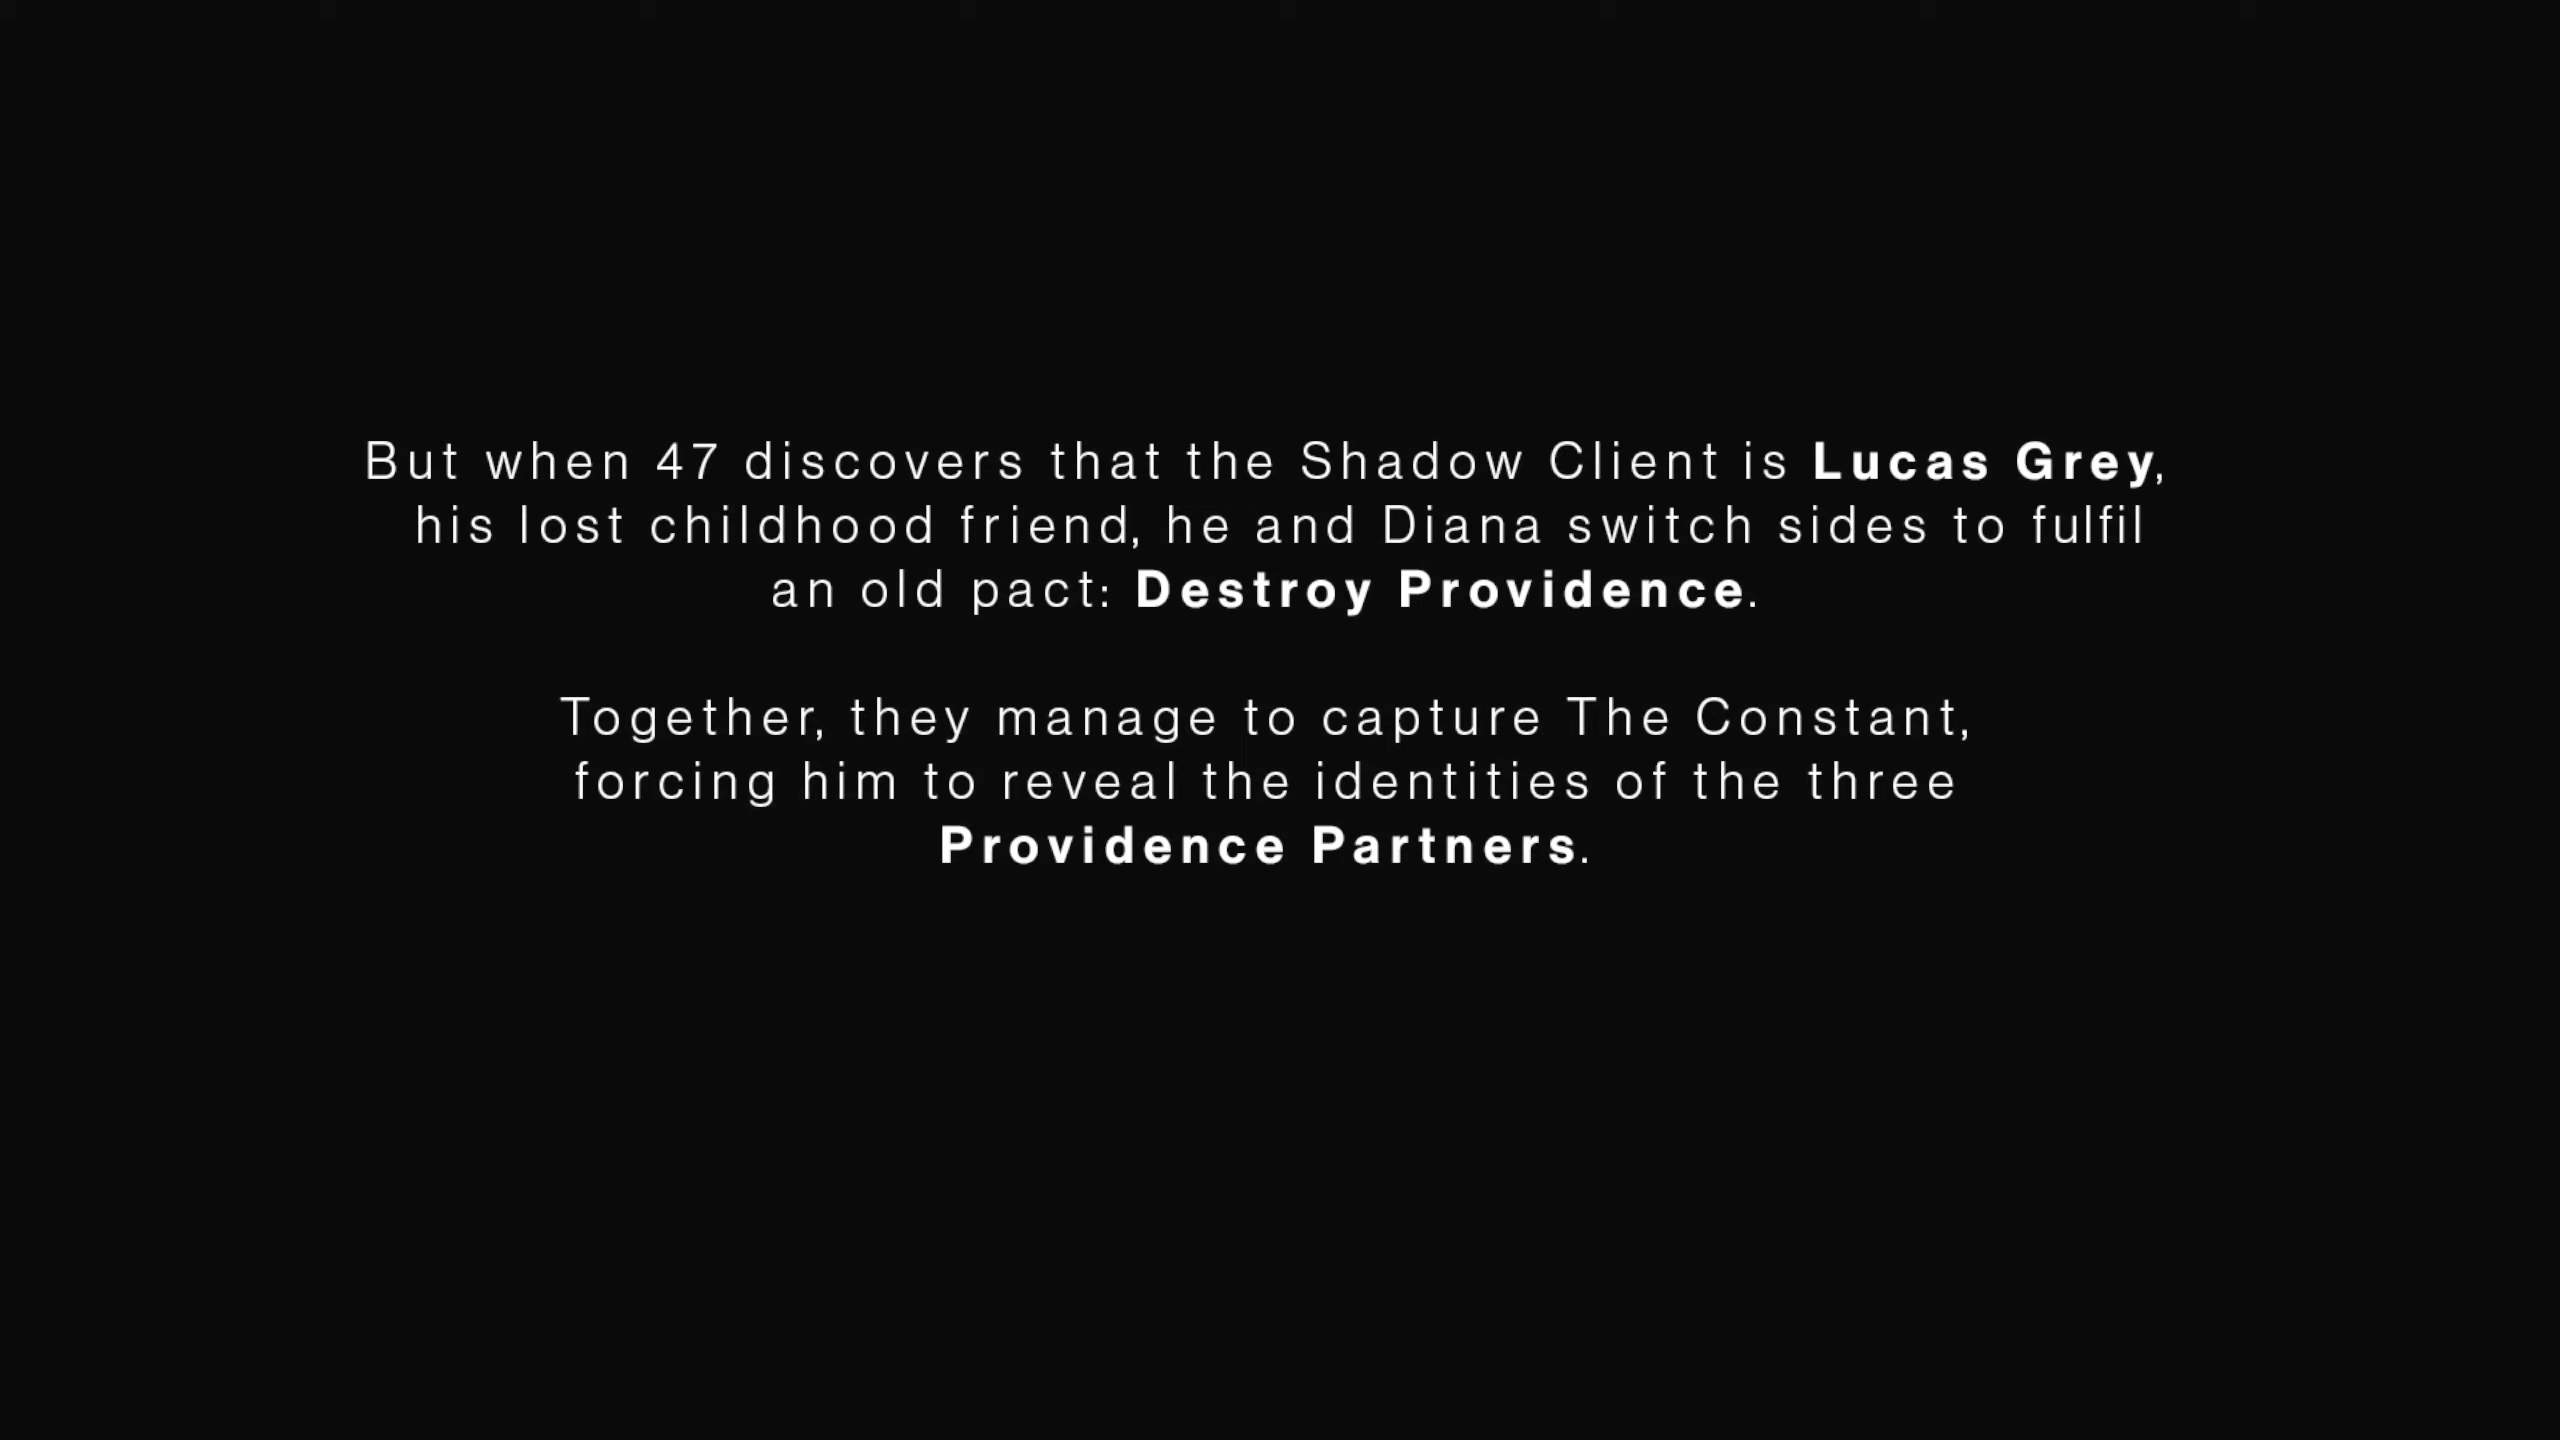 But when 47 discovers that the Shadow Client is Lucas Grey,
his lost childhood friend, he and Diana switch sides to fulfil
an old pact: Destroy Providence.
Together, they manage to capture The Constant,
forcing him to reveal the identities of the three
Providence Partners.